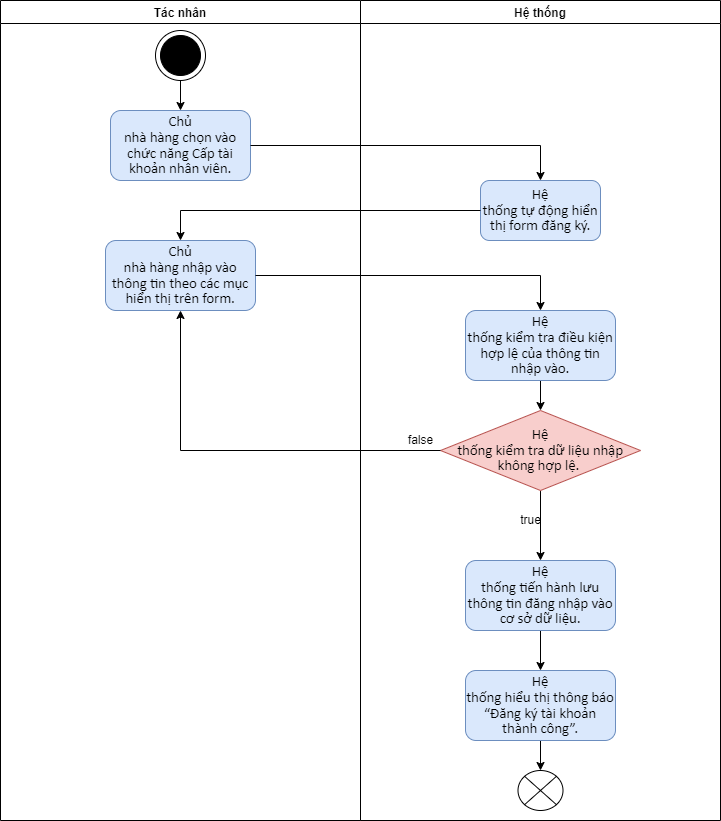 Tác nhân
Hệ thống
Chủ
nhà hàng chọn vào
chức năng Cấp tài
khoản nhân viên.
Hệ
thống tự động hiển
thị form đăng ký.
Chủ
nhà hàng nhập vào
thông tin theo các mục
hiển thị trên form.
Hệ
thống kiểm tra điều kiện
hợp lệ của thông tin
nhập vào.
Hệ
thống kiểm tra dữ liệu nhập
không hợp lệ.
false
true
Hệ
thống tiến hành lưu
thông tin đăng nhập vào
cơ sở dữ liệu.
Hệ
thống hiểu thị thông báo
“Đăng ký tài khoản
thành công”.